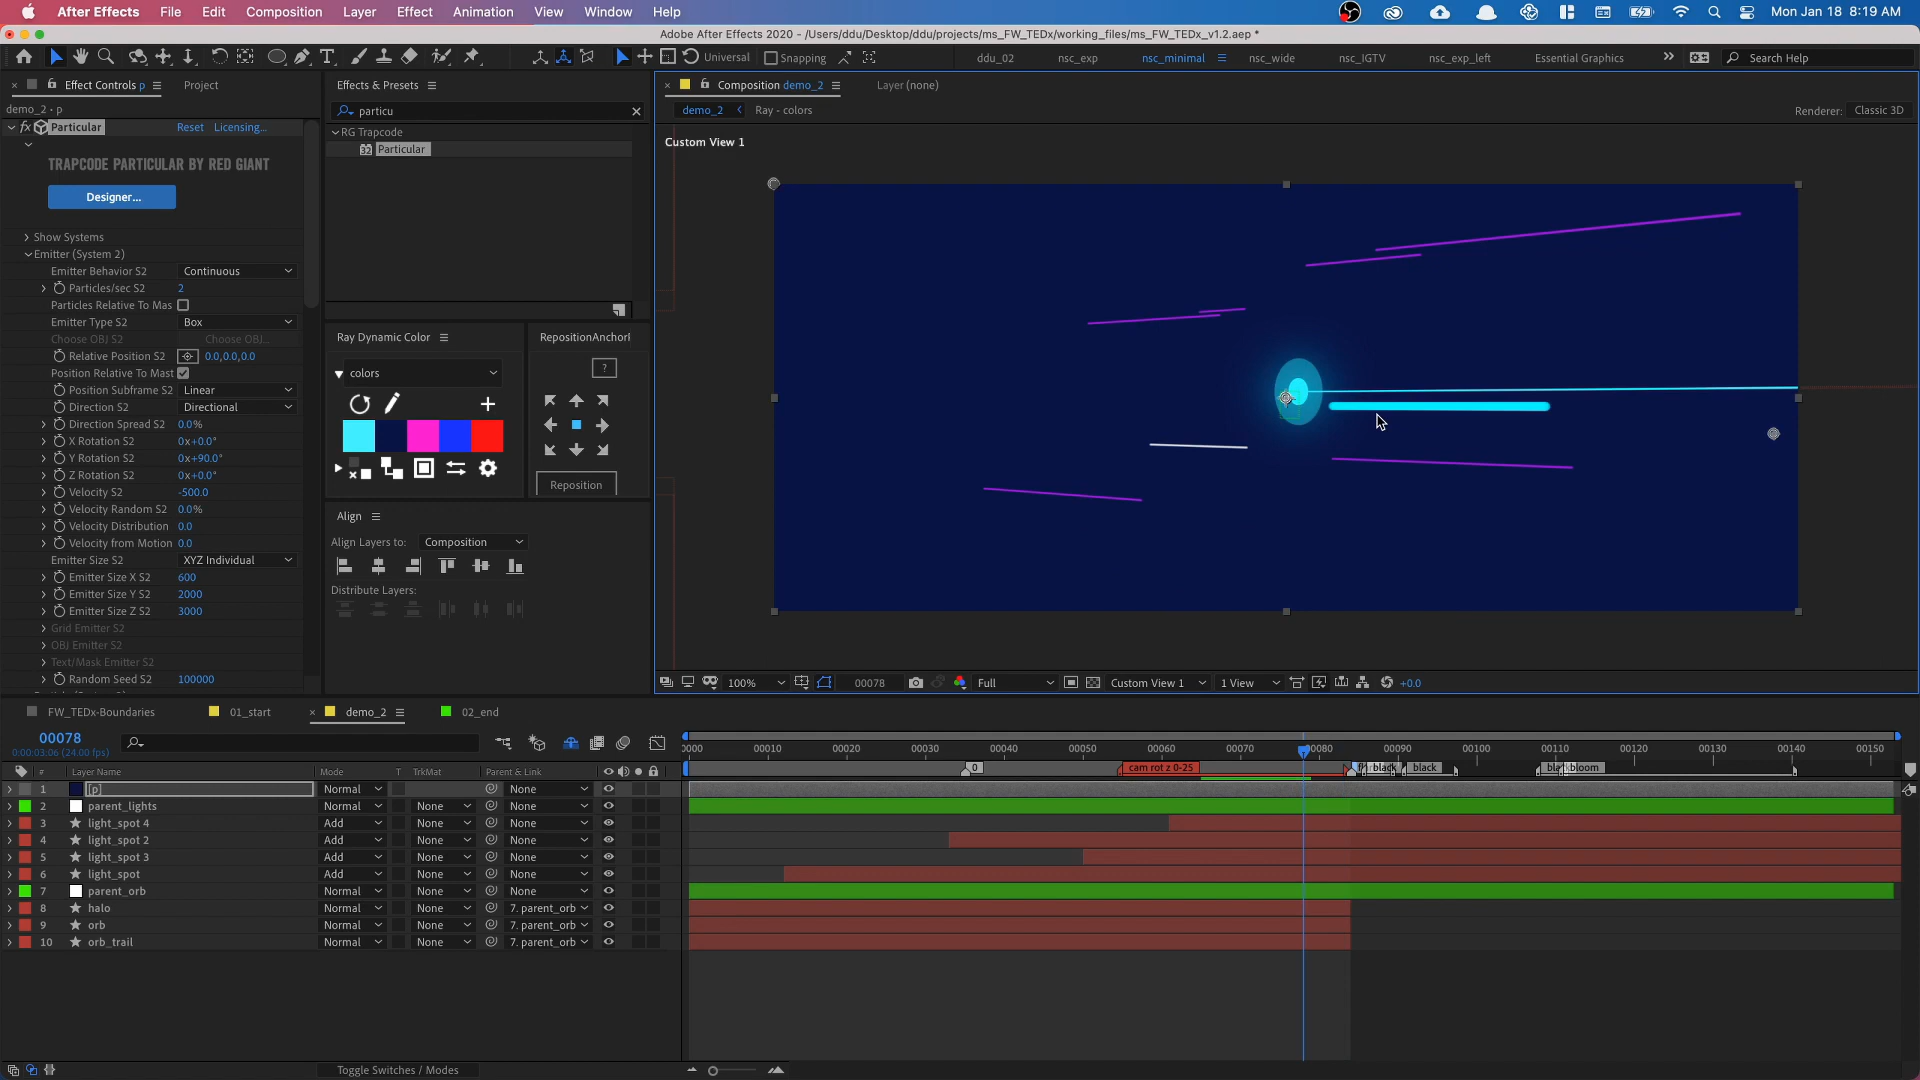 After Effects File Edit Composition Layer Effect Animation View Window Help Mon Jan 18 8:19 AM
Adobe After Effects 2020 - /Users/ddu/Desktop/ddu/projects/ms_FW_TEDx/working_files/ms_FW_TEDx_v1.2.aep *
Universal Snapping ddu_02 nsc_exp nsc_minimal nsc_wide nsc_IGTV nsc_exp_left Essential Graphics Search Help
Effect Controls p Project Effects & Presets Composition demo_2 Layer (none)
demo_2 • p particu demo_2 Ray - colors Renderer: Classic 3D
fx Particular Reset Licensing...
RG Trapcode
32 Particular
Custom View 1
TRAPCODE PARTICULAR BY RED GIANT
Designer...
Show Systems
Emitter (System 2)
Emitter Behavior S2 Continuous
Particles/sec S2 2
Particles Relative To Mas
Emitter Type S2 Box
Choose OBJ S2 Choose OBJ...
Relative Position S2 0.0,0.0,0.0
Position Relative To Mast
Position Subframe S2 Linear
Direction S2 Directional
Direction Spread S2 0.0%
X Rotation S2 0x+0.0°
Y Rotation S2 0x+90.0°
Z Rotation S2 0x+0.0°
Velocity S2 -500.0
Velocity Random S2 0.0%
Velocity Distribution 0.0
Velocity from Motion 0.0
Emitter Size S2 XYZ Individual
Emitter Size X S2 600
Emitter Size Y S2 2000
Emitter Size Z S2 3000
Grid Emitter S2
OBJ Emitter S2
Text/Mask Emitter S2
Random Seed S2 100000
Ray Dynamic Color
colors
RepositionAnchorI
?
Reposition
Align
Align Layers to: Composition
Distribute Layers:
100% 00078 Full Custom View 1 1 View +0.0
FW_TEDx-Boundaries 01_start demo_2 02_end
00078
0:00:03:06 (24.00 fps)
0000 00010 00020 00030 00040 00050 00060 00070 00080 00090 00100 00110 00120 00130 00140 00150
# Layer Name Mode T TrkMat Parent & Link
0 cam rot z 0-25 black black bloom
1 [p] Normal None
2 parent_lights Normal None None
3 light_spot 4 Add None None
4 light_spot 2 Add None None
5 light_spot 3 Add None None
6 light_spot Add None None
7 parent_orb Normal None None
8 halo Normal None 7. parent_orb
9 orb Normal None 7. parent_orb
10 orb_trail Normal None 7. parent_orb
Toggle Switches / Modes